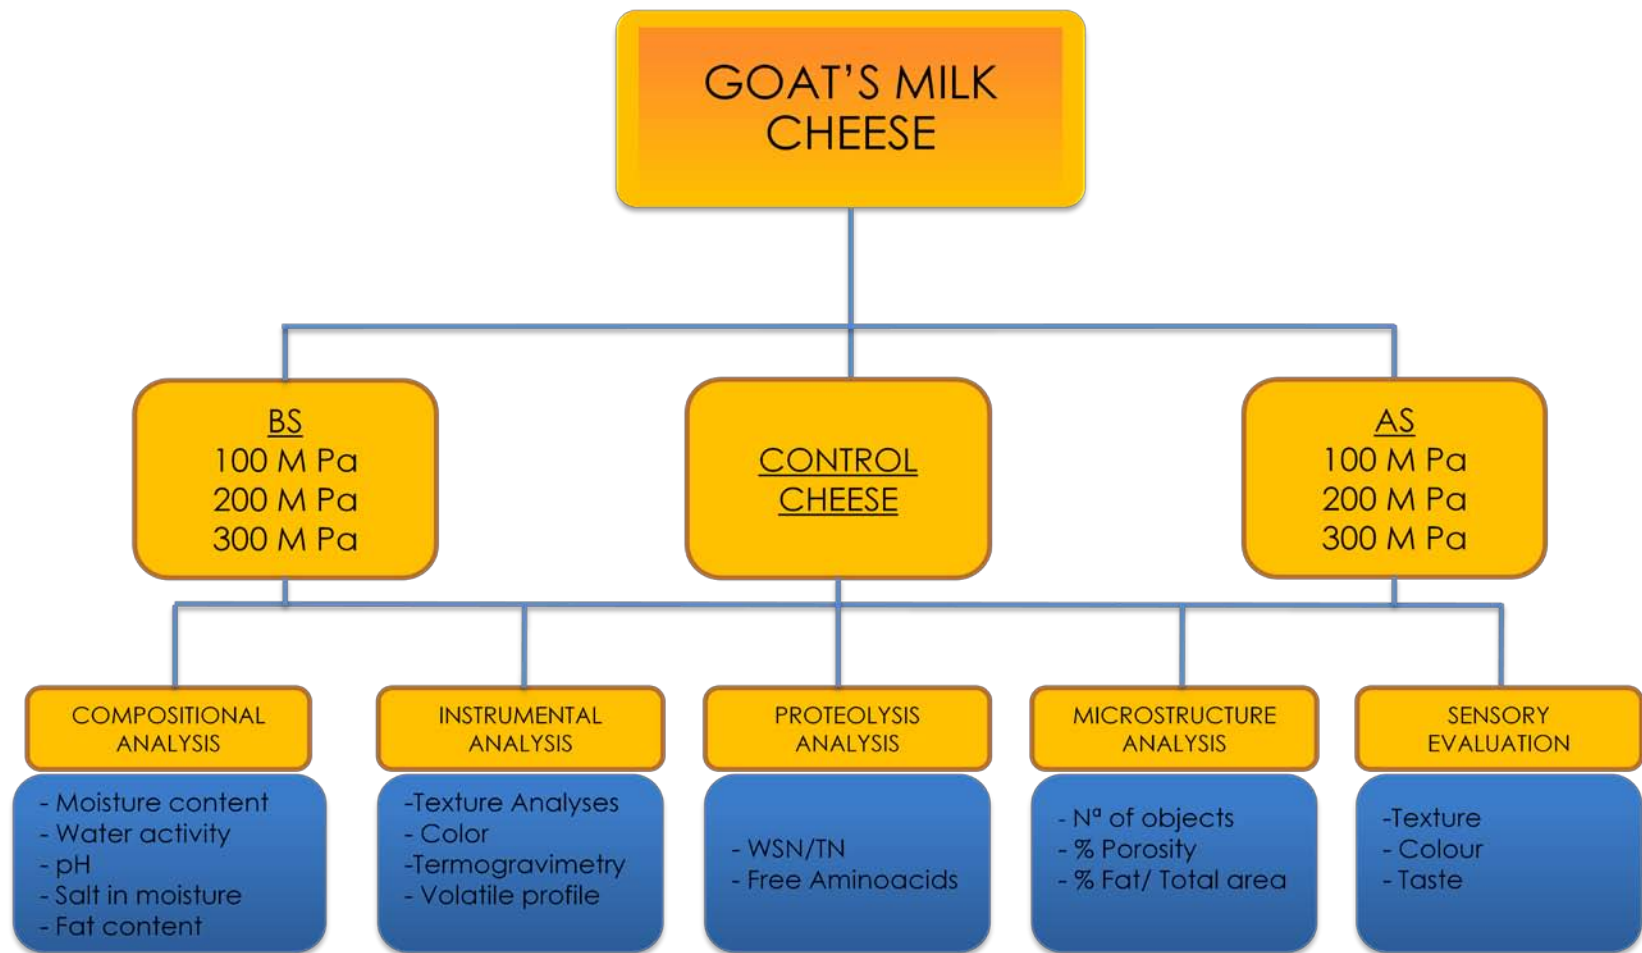 GOAT'S MILK
CHEESE
BS
100 M Pa
200 M Pa
300 M Pa
CONTROL
CHEESE
AS
100 M Pa
200 M Pa
300 M Pa
COMPOSITIONAL
ANALYSIS
- Moisture content
- Water activity
- pH
- Salt in moisture
- Fat content
INSTRUMENTAL
ANALYSIS
-Texture Analyses
- Color
-Termogravimetry
- Volatile profile
PROTEOLYSIS
ANALYSIS
- WSN/TN
- Free Aminoacids
MICROSTRUCTURE
ANALYSIS
- Nª of objects
- % Porosity
- % Fat/ Total area
SENSORY
EVALUATION
-Texture
- Colour
- Taste